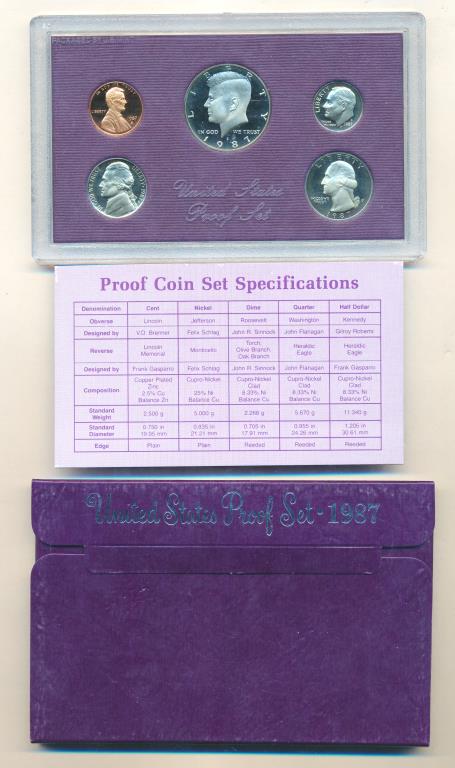 LIBERTY
IN GOD WE TRUST
1987
LIBERTY
1987
LIBERTY
LIBERTY
1987
United States
Proof Set
Proof Coin Set Specifications
Denomination Cent Nickel Dime Quarter Half Dollar
Obverse Lincoln Jefferson Roosevelt Washington Kennedy
Designed by V.D. Brenner Felix Schlag John R. Sinnock John Flanagan Gilroy Roberts
Reverse Lincoln Memorial Monticello Torch, Olive Branch, Oak Branch Heraldic Eagle Heraldic Eagle
Designed by Frank Gasparro Felix Schlag John R. Sinnock John Flanagan Frank Gasparro
Composition Copper Plated Zinc 2.5% Cu Balance Zn Cupro-Nickel 25% Ni Balance Cu Cupro-Nickel Clad 8.33% Ni Balance Cu Cupro-Nickel Clad 8.33% Ni Balance Cu Cupro-Nickel Clad 8.33% Ni Balance Cu
Standard Weight 2.500 g 5.000 g 2.268 g 5.670 g 11.340 g
Standard Diameter 0.750 in 19.05 mm 0.835 in 21.21 mm 0.705 in 17.91 mm 0.955 in 24.26 mm 1.205 in 30.61 mm
Edge Plain Plain Reeded Reeded Reeded
United States Proof Set - 1987